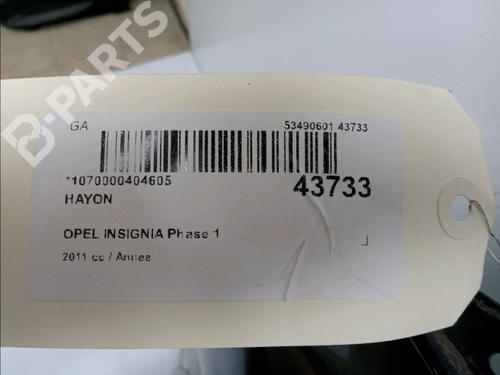 B-PARTS
GA
53490601 43733
*1070000404605
43733
HAYON
OPEL INSIGNIA Phase 1
2011 cc / Annee